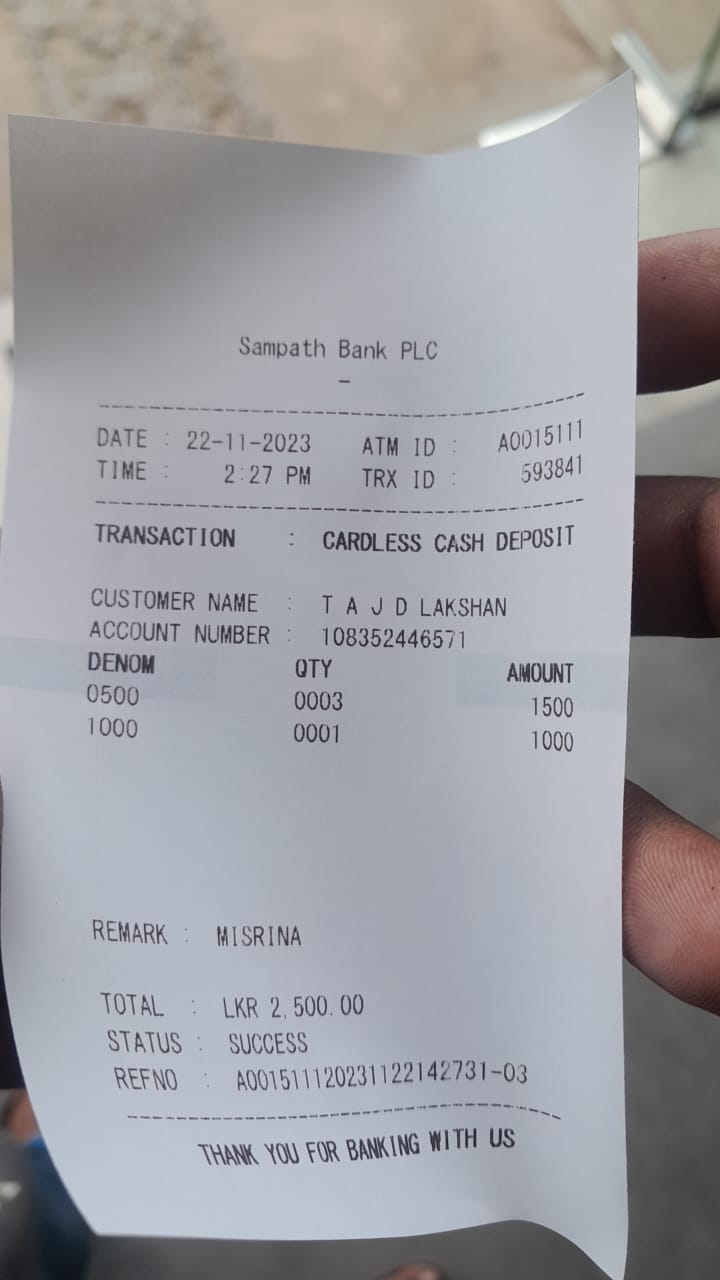 Sampath Bank PLC
-
DATE : 22-11-2023 ATM ID : A0015111
TIME : 2:27 PM TRX ID : 593841
TRANSACTION : CARDLESS CASH DEPOSIT
CUSTOMER NAME : T A J D LAKSHAN
ACCOUNT NUMBER : 108352446571
DENOM QTY AMOUNT
0500 0003 1500
1000 0001 1000
REMARK : MISRINA
TOTAL : LKR 2,500.00
STATUS : SUCCESS
REFNO : A001511120231122142731-03
THANK YOU FOR BANKING WITH US